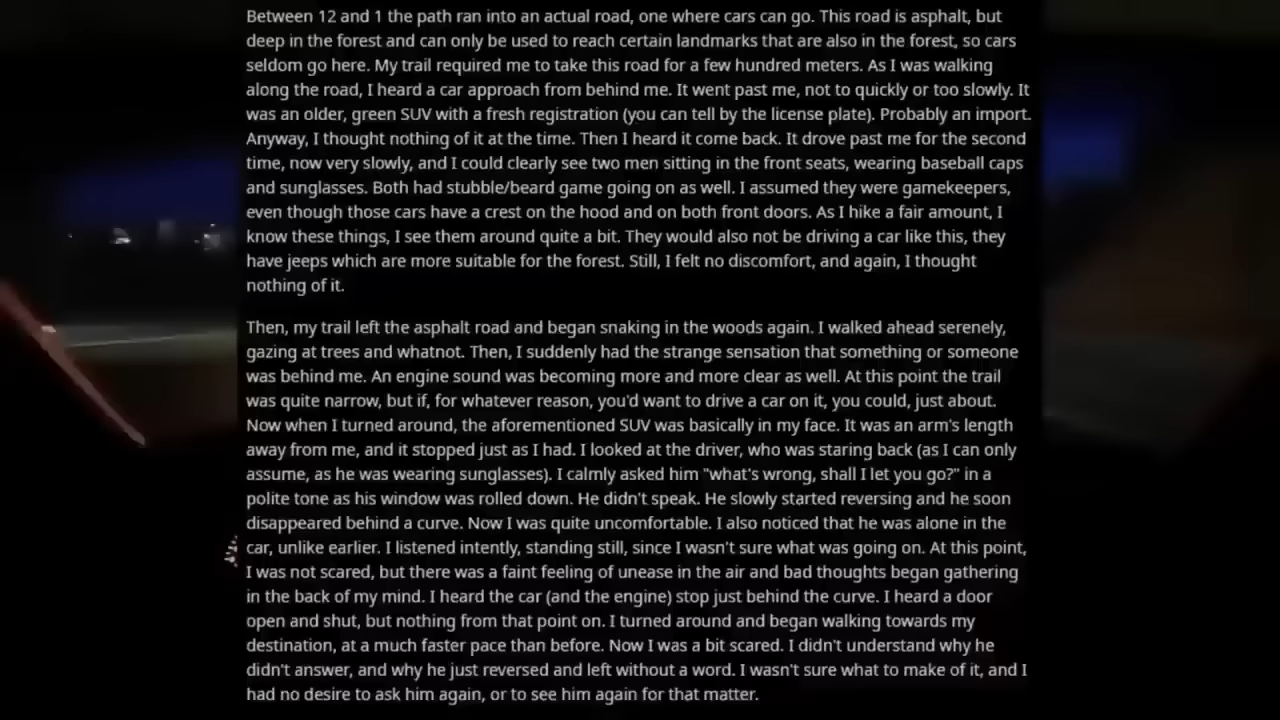 Between 12 and 1 the path ran into an actual road, one where cars can go. This road is asphalt, but
deep in the forest and can only be used to reach certain landmarks that are also in the forest, so cars
seldom go here. My trail required me to take this road for a few hundred meters. As I was walking
along the road, I heard a car approach from behind me. It went past me, not to quickly or too slowly. It
was an older, green SUV with a fresh registration (you can tell by the license plate). Probably an import.
Anyway, I thought nothing of it at the time. Then I heard it come back. It drove past me for the second
time, now very slowly, and I could clearly see two men sitting in the front seats, wearing baseball caps
and sunglasses. Both had stubble/beard game going on as well. I assumed they were gamekeepers,
even though those cars have a crest on the hood and on both front doors. As I hike a fair amount, I
know these things, I see them around quite a bit. They would also not be driving a car like this, they
have jeeps which are more suitable for the forest. Still, I felt no discomfort, and again, I thought
nothing of it.
Then, my trail left the asphalt road and began snaking in the woods again. I walked ahead serenely,
gazing at trees and whatnot. Then, I suddenly had the strange sensation that something or someone
was behind me. An engine sound was becoming more and more clear as well. At this point the trail
was quite narrow, but if, for whatever reason, you'd want to drive a car on it, you could, just about.
Now when I turned around, the aforementioned SUV was basically in my face. It was an arm's length
away from me, and it stopped just as I had. I looked at the driver, who was staring back (as I can only
assume, as he was wearing sunglasses). I calmly asked him "what's wrong, shall I let you go?" in a
polite tone as his window was rolled down. He didn't speak. He slowly started reversing and he soon
disappeared behind a curve. Now I was quite uncomfortable. I also noticed that he was alone in the
car, unlike earlier. I listened intently, standing still, since I wasn't sure what was going on. At this point,
I was not scared, but there was a faint feeling of unease in the air and bad thoughts began gathering
in the back of my mind. I heard the car (and the engine) stop just behind the curve. I heard a door
open and shut, but nothing from that point on. I turned around and began walking towards my
destination, at a much faster pace than before. Now I was a bit scared. I didn't understand why he
didn't answer, and why he just reversed and left without a word. I wasn't sure what to make of it, and I
had no desire to ask him again, or to see him again for that matter.